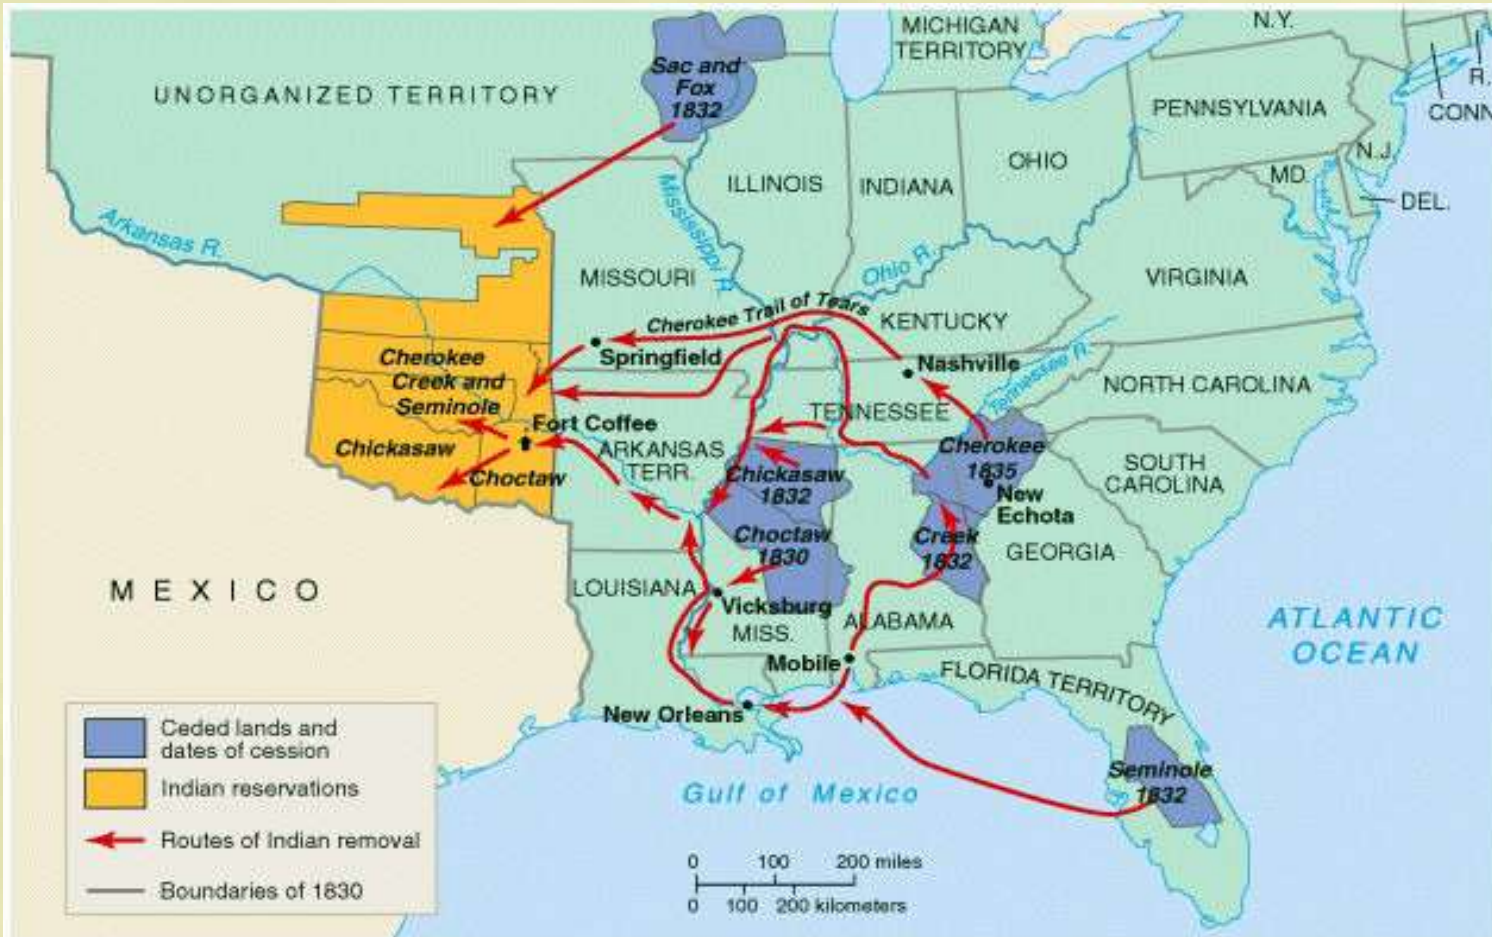 MICHIGAN
TERRITORY
N.Y.
R.
CONN
Sac and
Fox
1832
UNORGANIZED TERRITORY
PENNSYLVANIA
N.J.
OHIO
ILLINOIS
INDIANA
MD.
DEL.
Mississippi R.
Arkansas R.
Ohio R.
MISSOURI
VIRGINIA
Cherokee Trail of Tears
KENTUCKY
Springfield
Nashville
Tennessee R.
Cherokee
Creek and
Seminole
NORTH CAROLINA
TENNESSEE
Fort Coffee
Chickasaw
ARKANSAS
TERR.
Choctaw
Cherokee
1835
New
Echota
SOUTH
CAROLINA
Chickasaw
1832
Choctaw
1830
Creek
1832
GEORGIA
MEXICO
LOUISIANA
Vicksburg
MISS.
ALABAMA
ATLANTIC
OCEAN
Mobile
FLORIDA TERRITORY
New Orleans
Seminole
1832
Gulf of Mexico
Ceded lands and
dates of cession
Indian reservations
Routes of Indian removal
Boundaries of 1830
0 100 200 miles
0 100 200 kilometers